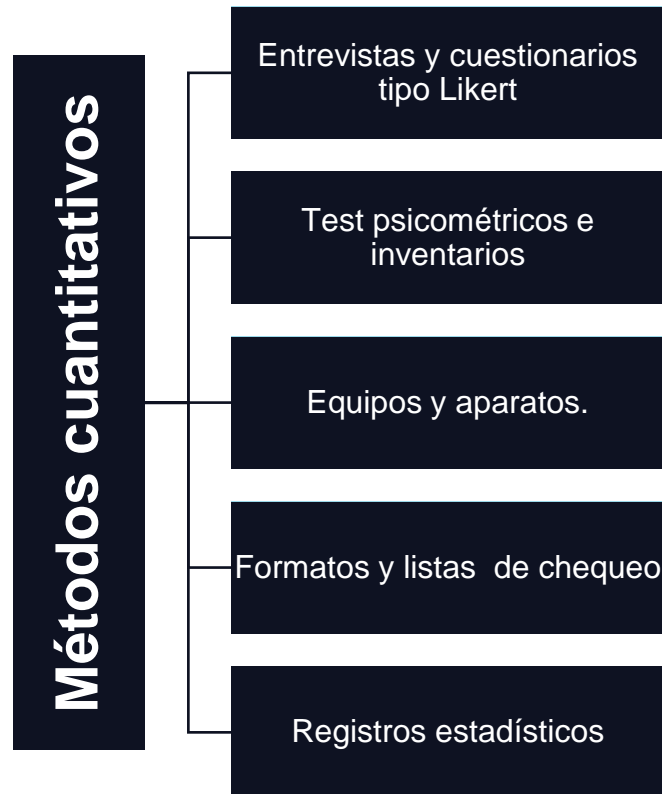 Métodos cuantitativos
Entrevistas y cuestionarios
tipo Likert
Test psicométricos e
inventarios
Equipos y aparatos.
Formatos y listas  de chequeo
Registros estadísticos